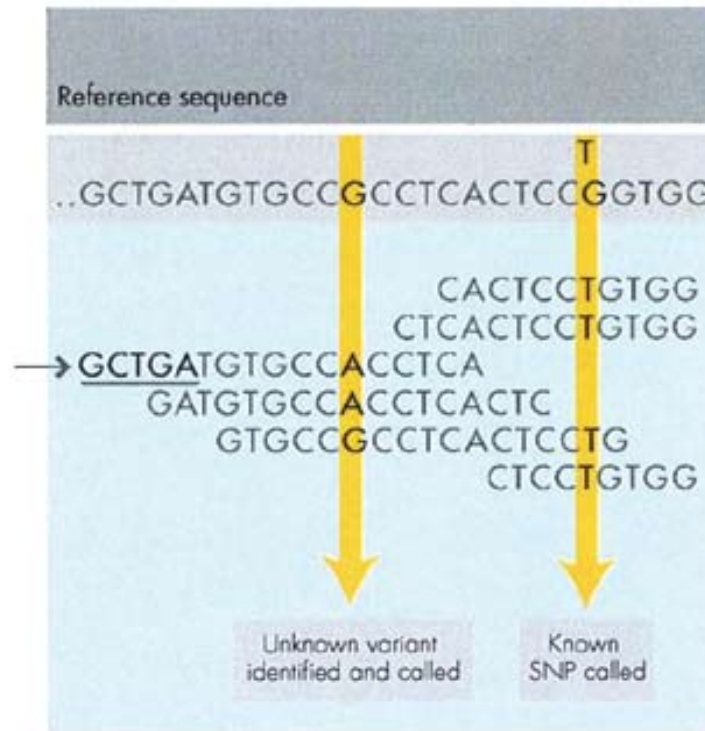 Reference sequence
T
..GCTGATGTGCCGCCTCACTCCGGTGG
CACTCCTGTGG
CTCACTCCTGTGG
GCTGATGTGCCACCTCA
GATGTGCCACCTCACTC
GTGCCGCCTCACTCCTG
CTCCTGTGG
Unknown variant
identified and called
Known
SNP called